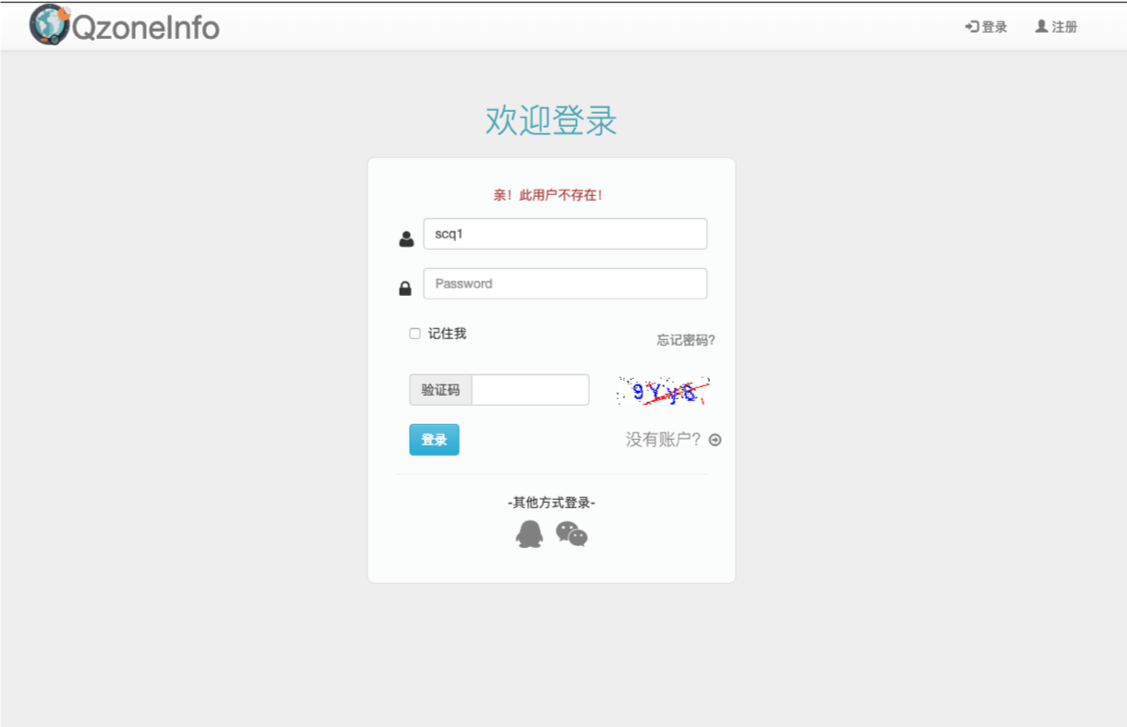 QzoneInfo
登录
注册
欢迎登录
亲！此用户不存在！
scq1
Password
记住我
忘记密码?
验证码
9Yy8
登录
没有账户?
-其他方式登录-